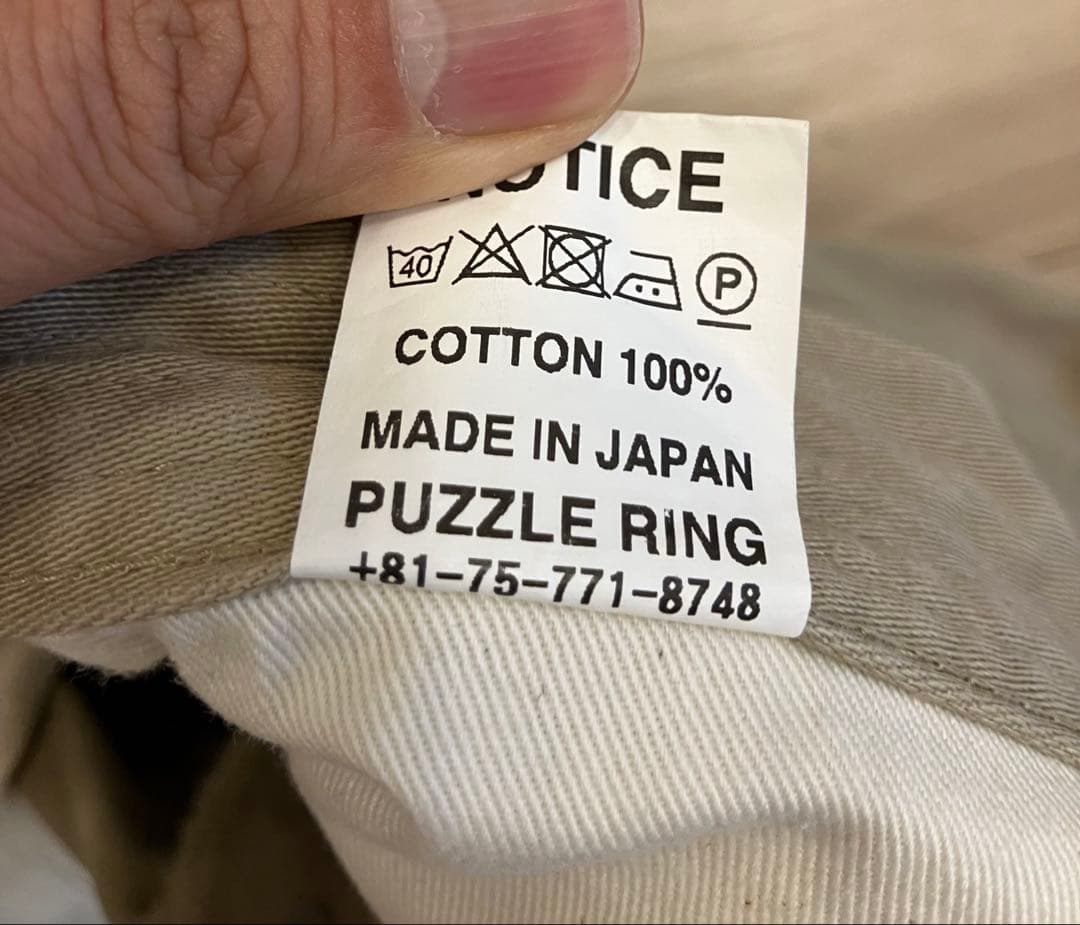 NOTICE
40 P
COTTON 100%
MADE IN JAPAN
PUZZLE RING
+81-75-771-8748